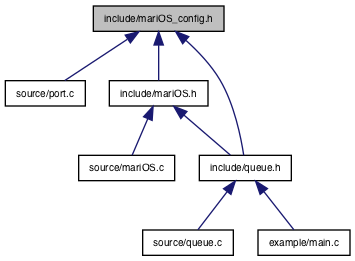 include/mariOS_config.h
source/port.c
include/mariOS.h
source/mariOS.c
include/queue.h
source/queue.c
example/main.c